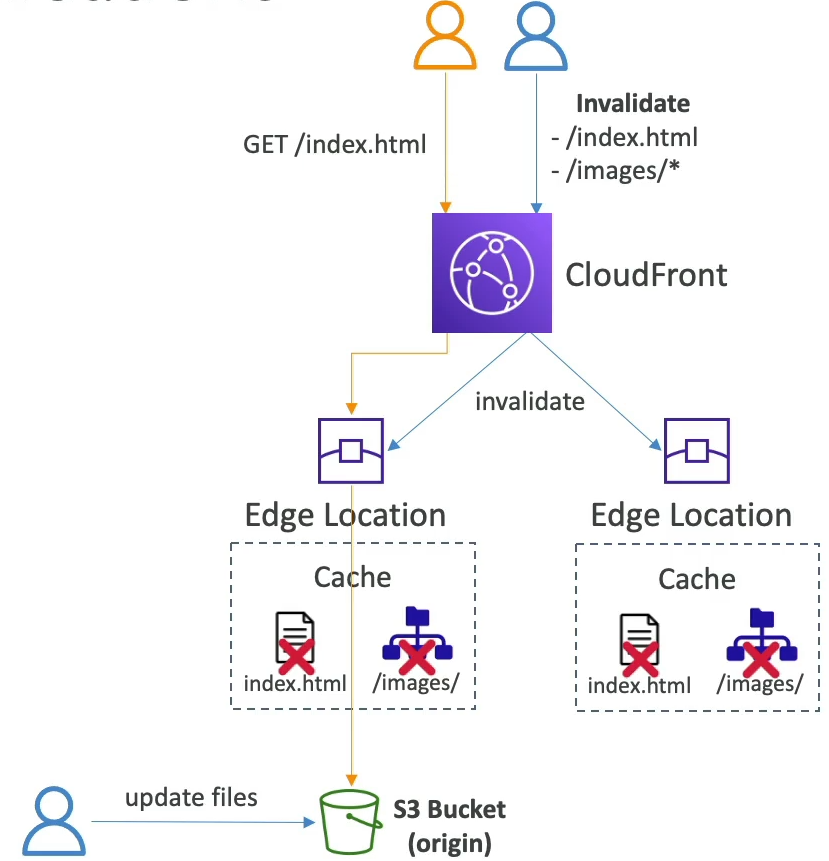 GET /index.html
Invalidate
- /index.html
- /images/*
CloudFront
invalidate
Edge Location
Edge Location
Cache
Cache
index.html
/images/
index.html
/images/
update files
S3 Bucket
(origin)